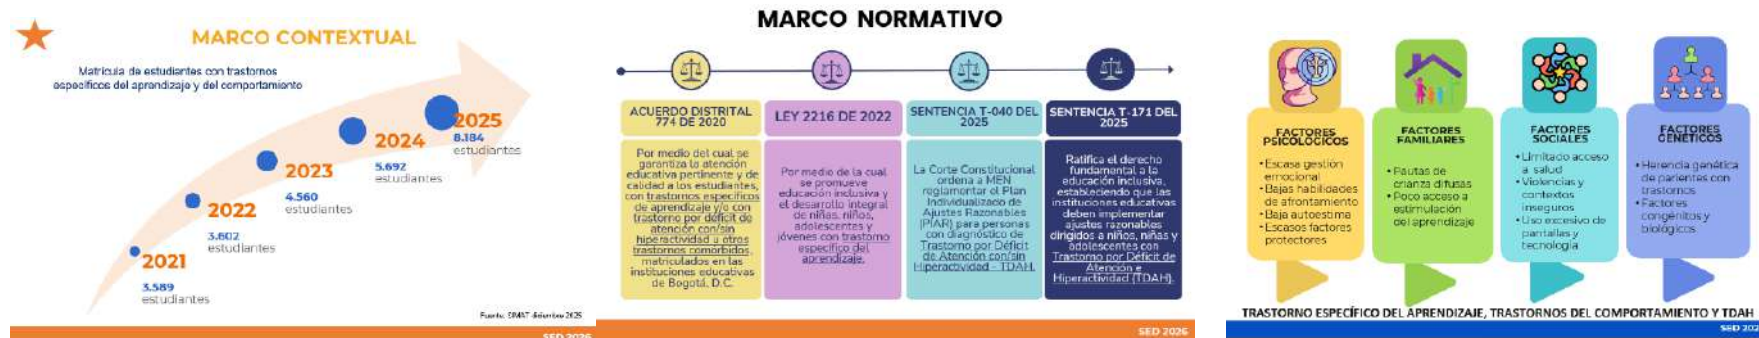 MARCO CONTEXTUAL
Matrícula de estudiantes con trastornos
específicos del aprendizaje y del comportamiento
2025
8.184
estudiantes
2024
5.692
estudiantes
2023
4.560
estudiantes
2022
3.602
estudiantes
2021
3.589
estudiantes
Fuente: SIMAT diciembre 2025
SED 2026
MARCO NORMATIVO
ACUERDO DISTRITAL
774 DE 2020
Por medio del cual se
garantiza la atención
educativa pertinente y de
calidad a los estudiantes,
con trastornos específicos
de aprendizaje y/o con
trastorno por déficit de
atención con/sin
hiperactividad u otros
trastornos comórbidos,
matriculados en las
instituciones educativas
de Bogotá, D.C.
LEY 2216 DE 2022
Por medio de la cual
se promueve
educación inclusiva y
el desarrollo integral
de niñas, niños,
adolescentes y
jóvenes con trastorno
específico del
aprendizaje.
SENTENCIA T-040 DEL
2025
La Corte Constitucional
ordena a MEN
reglamentar el Plan
Individualizado de
Ajustes Razonables
(PIAR) para personas
con diagnóstico de
Trastorno por Déficit
de Atención con/sin
Hiperactividad - TDAH.
SENTENCIA T-171 DEL
2025
Ratifica el derecho
fundamental a la
educación inclusiva,
estableciendo que las
instituciones educativas
deben implementar
ajustes razonables
dirigidos a niños, niñas y
adolescentes con
Trastorno por Déficit de
Atención e
Hiperactividad (TDAH).
SED 2026
FACTORES
PSICOLÓGICOS
• Escasa gestión
emocional
• Bajas habilidades
de afrontamiento
• Baja autoestima
• Escasos factores
protectores
FACTORES
FAMILIARES
• Pautas de
crianza difusas
• Poco acceso a
estimulación
del aprendizaje
FACTORES
SOCIALES
• Limitado acceso
a salud
• Violencias y
contextos
inseguros
• Uso excesivo de
pantallas y
tecnología
FACTORES
GENÉTICOS
• Herencia genética
de parientes con
trastornos
• Factores
congénitos y
biológicos
TRASTORNO ESPECÍFICO DEL APRENDIZAJE, TRASTORNOS DEL COMPORTAMIENTO Y TDAH
SED 202